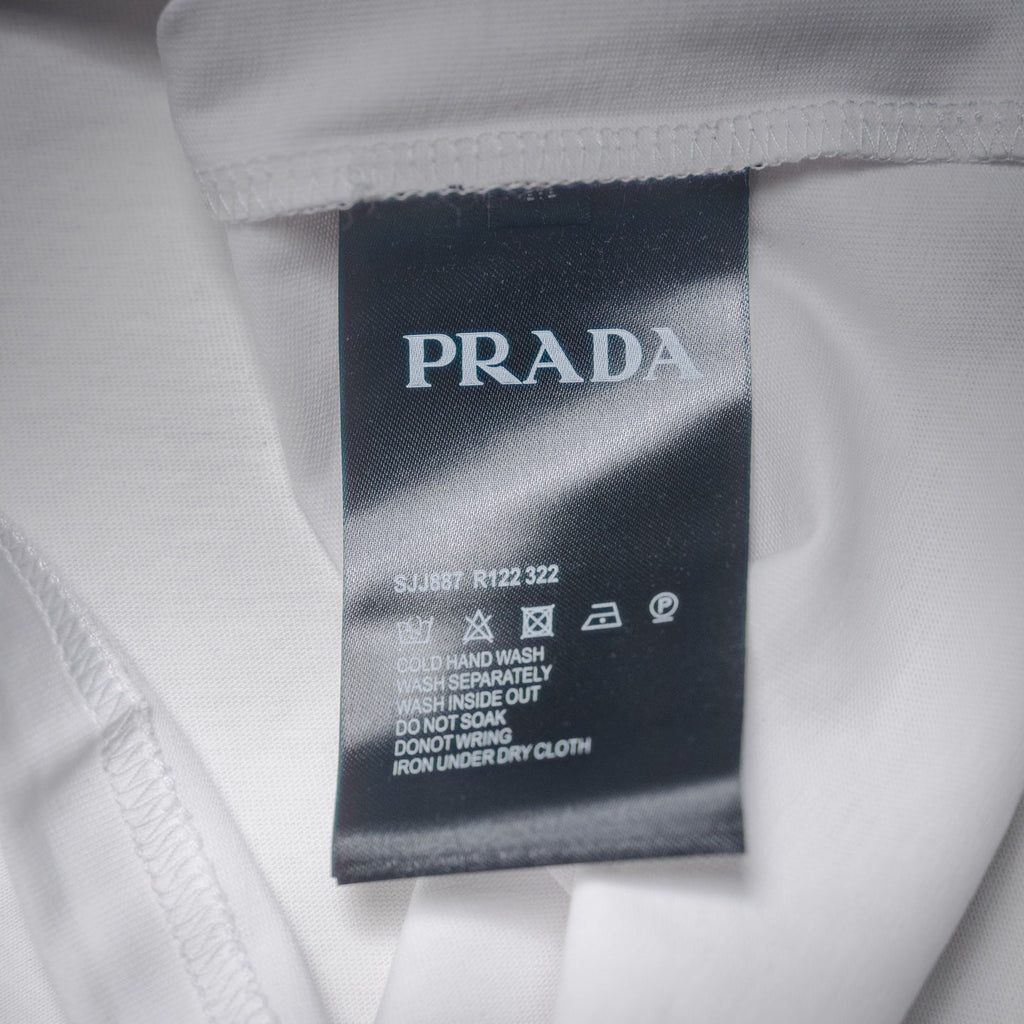 PRADA
SJJ887 R122 322
P
COLD HAND WASH
WASH SEPARATELY
WASH INSIDE OUT
DO NOT SOAK
DONOT WRING
IRON UNDER DRY CLOTH